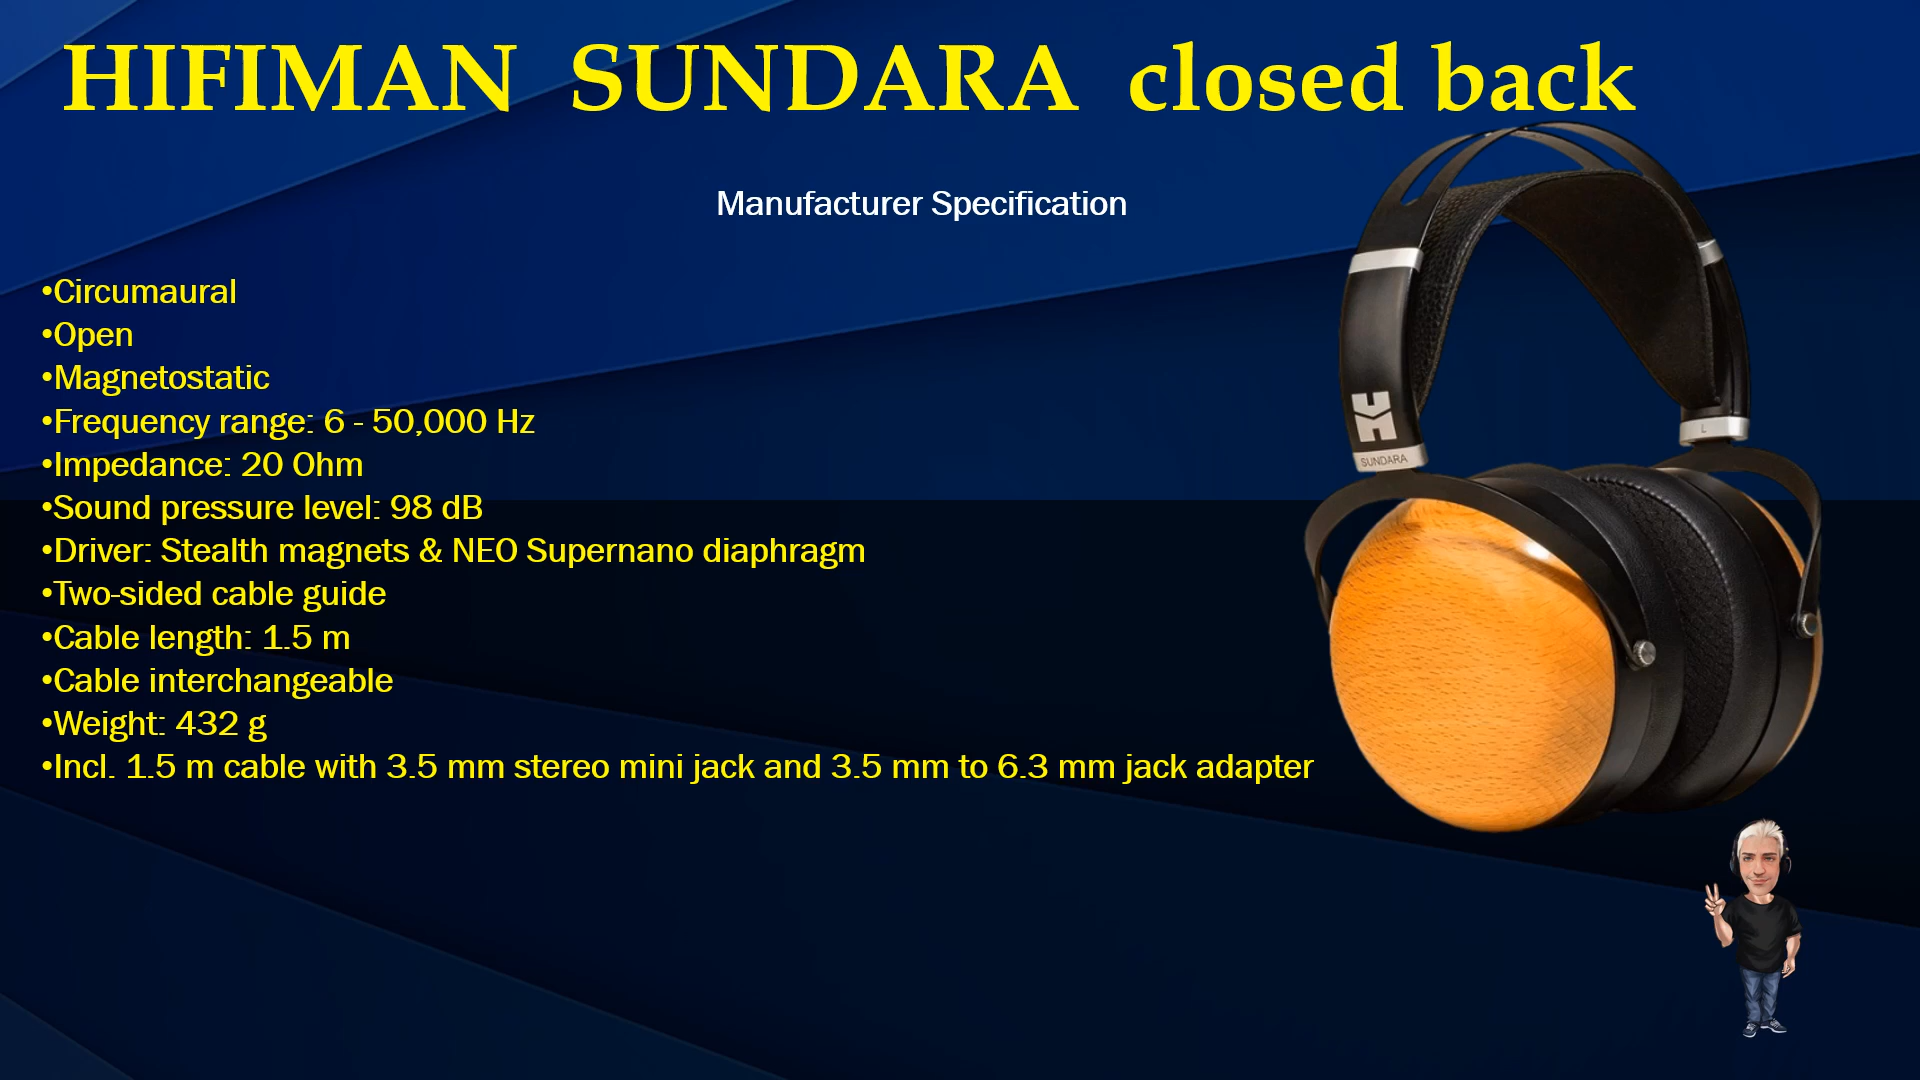 HIFIMAN SUNDARA closed back
Manufacturer Specification
•Circumaural
•Open
•Magnetostatic
•Frequency range: 6 - 50,000 Hz
•Impedance: 20 Ohm
•Sound pressure level: 98 dB
•Driver: Stealth magnets & NEO Supernano diaphragm
•Two-sided cable guide
•Cable length: 1.5 m
•Cable interchangeable
•Weight: 432 g
•Incl. 1.5 m cable with 3.5 mm stereo mini jack and 3.5 mm to 6.3 mm jack adapter
L
SUNDARA